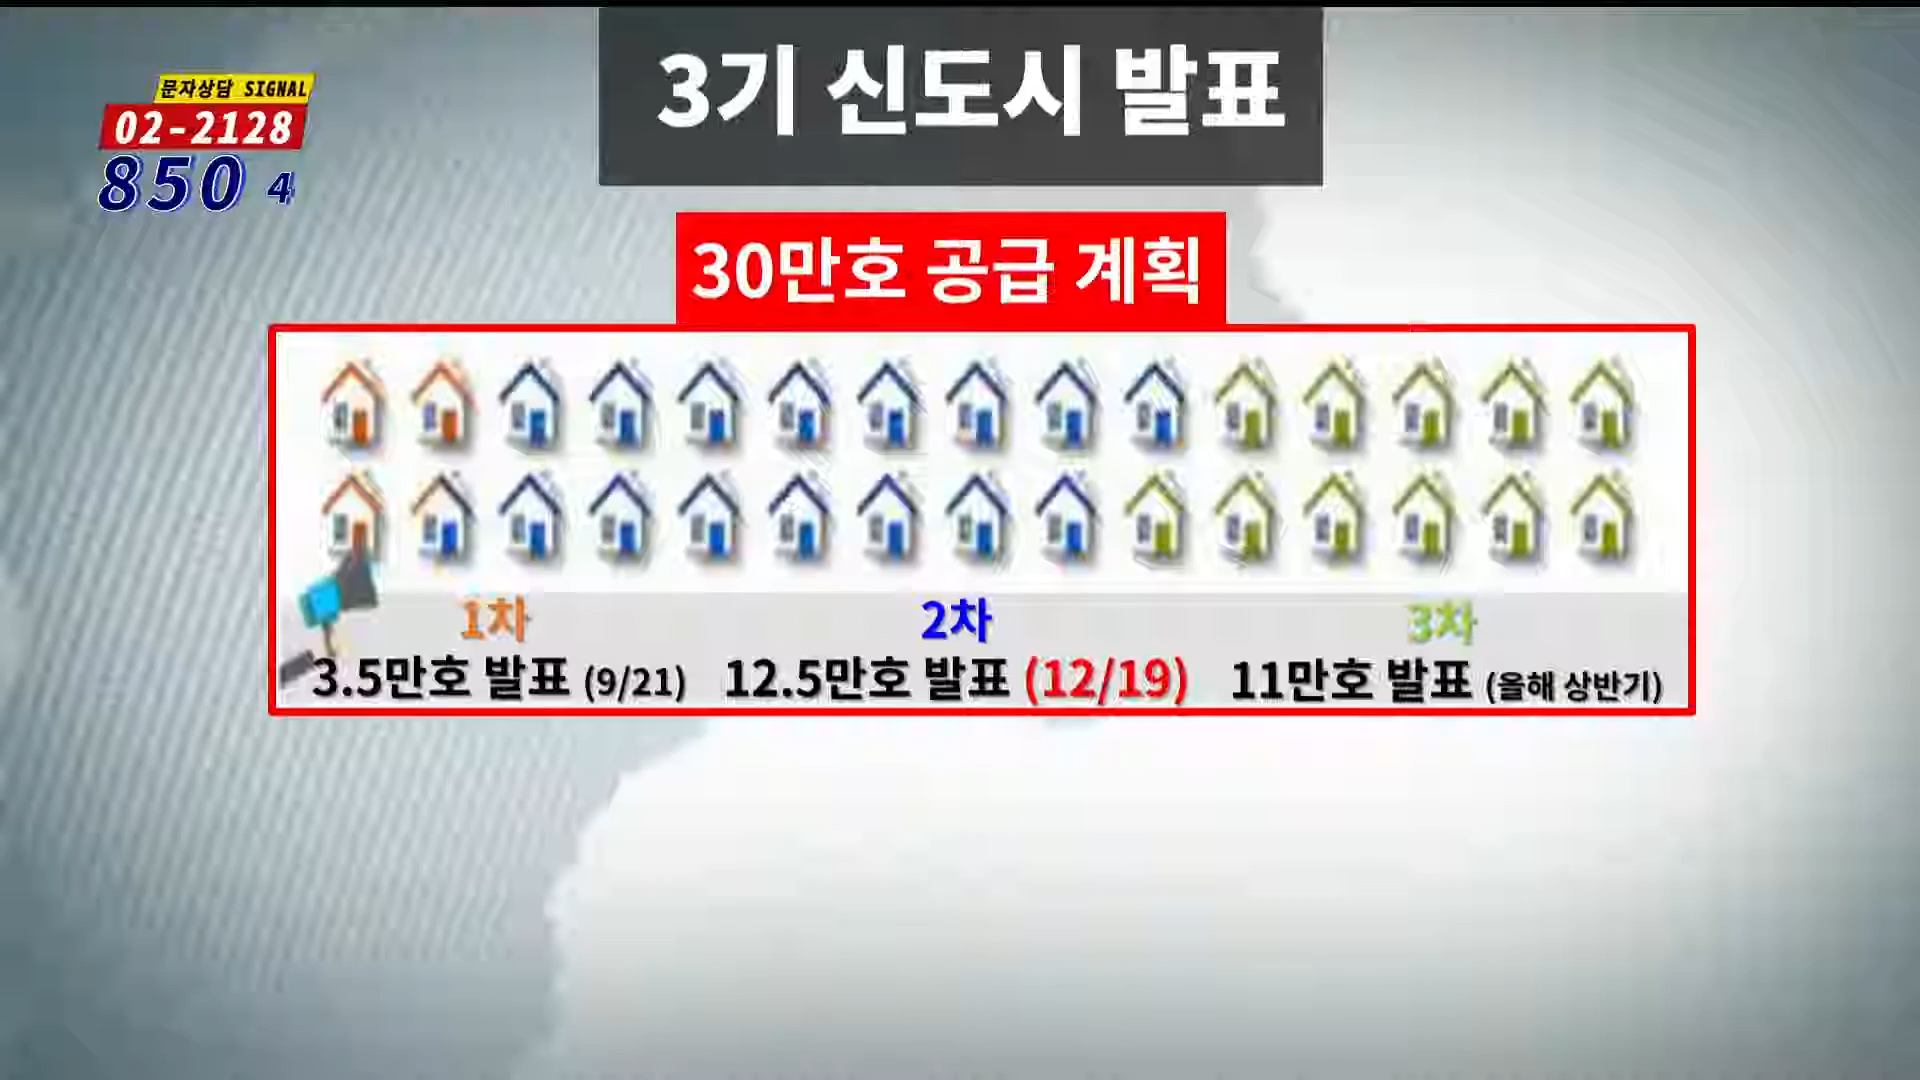 3기 신도시 발표
문자상담 SIGNAL
02-2128
850 4
30만호 공급 계획
1차
3.5만호 발표 (9/21)
2차
12.5만호 발표 (12/19)
3차
11만호 발표 (올해 상반기)